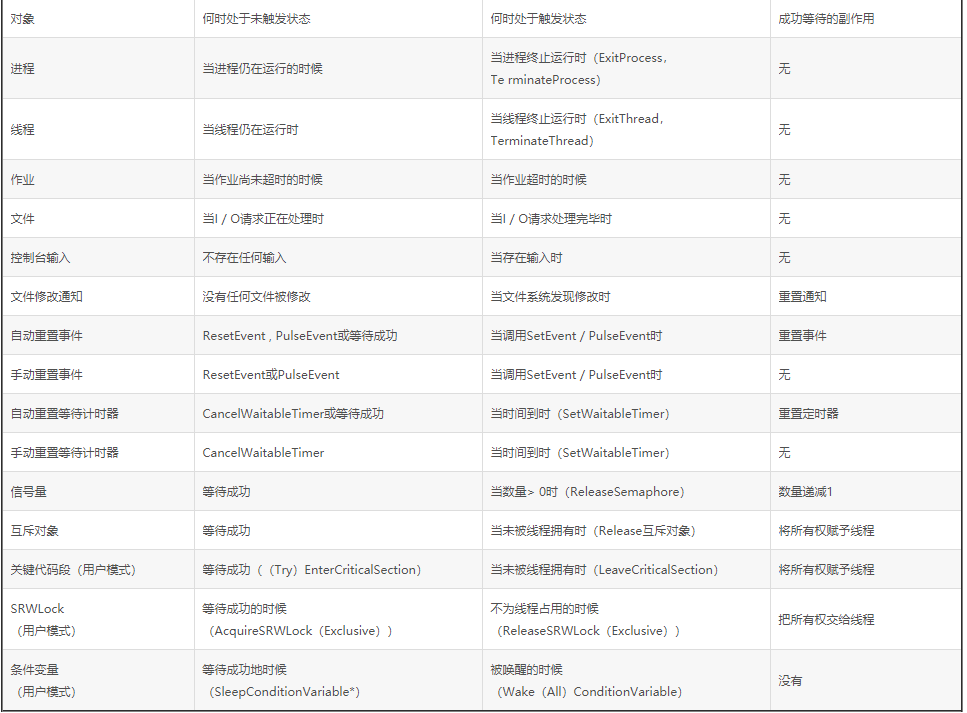 对象 何时处于未触发状态 何时处于触发状态 成功等待的副作用
进程 当进程仍在运行的时候 当进程终止运行时（ExitProcess，
Te rminateProcess） 无
线程 当线程仍在运行时 当线程终止运行时（ExitThread，
TerminateThread） 无
作业 当作业尚未超时的时候 当作业超时的时候 无
文件 当I / O请求正在处理时 当I / O请求处理完毕时 无
控制台输入 不存在任何输入 当存在输入时 无
文件修改通知 没有任何文件被修改 当文件系统发现修改时 重置通知
自动重置事件 ResetEvent , PulseEvent或等待成功 当调用SetEvent / PulseEvent时 重置事件
手动重置事件 ResetEvent或PulseEvent 当调用SetEvent / PulseEvent时 无
自动重置等待计时器 CancelWaitableTimer或等待成功 当时间到时（SetWaitableTimer） 重置定时器
手动重置等待计时器 CancelWaitableTimer 当时间到时（SetWaitableTimer） 无
信号量 等待成功 当数量> 0时（ReleaseSemaphore） 数量递减1
互斥对象 等待成功 当未被线程拥有时（Release互斥对象） 将所有权赋予线程
关键代码段（用户模式） 等待成功（（Try）EnterCriticalSection） 当未被线程拥有时（LeaveCriticalSection） 将所有权赋予线程
SRWLock
（用户模式） 等待成功的时候
（AcquireSRWLock（Exclusive）） 不为线程占用的时候
（ReleaseSRWLock（Exclusive）） 把所有权交给线程
条件变量
（用户模式） 等待成功地时候
（SleepConditionVariable*） 被唤醒的时候
（Wake（All）ConditionVariable） 没有